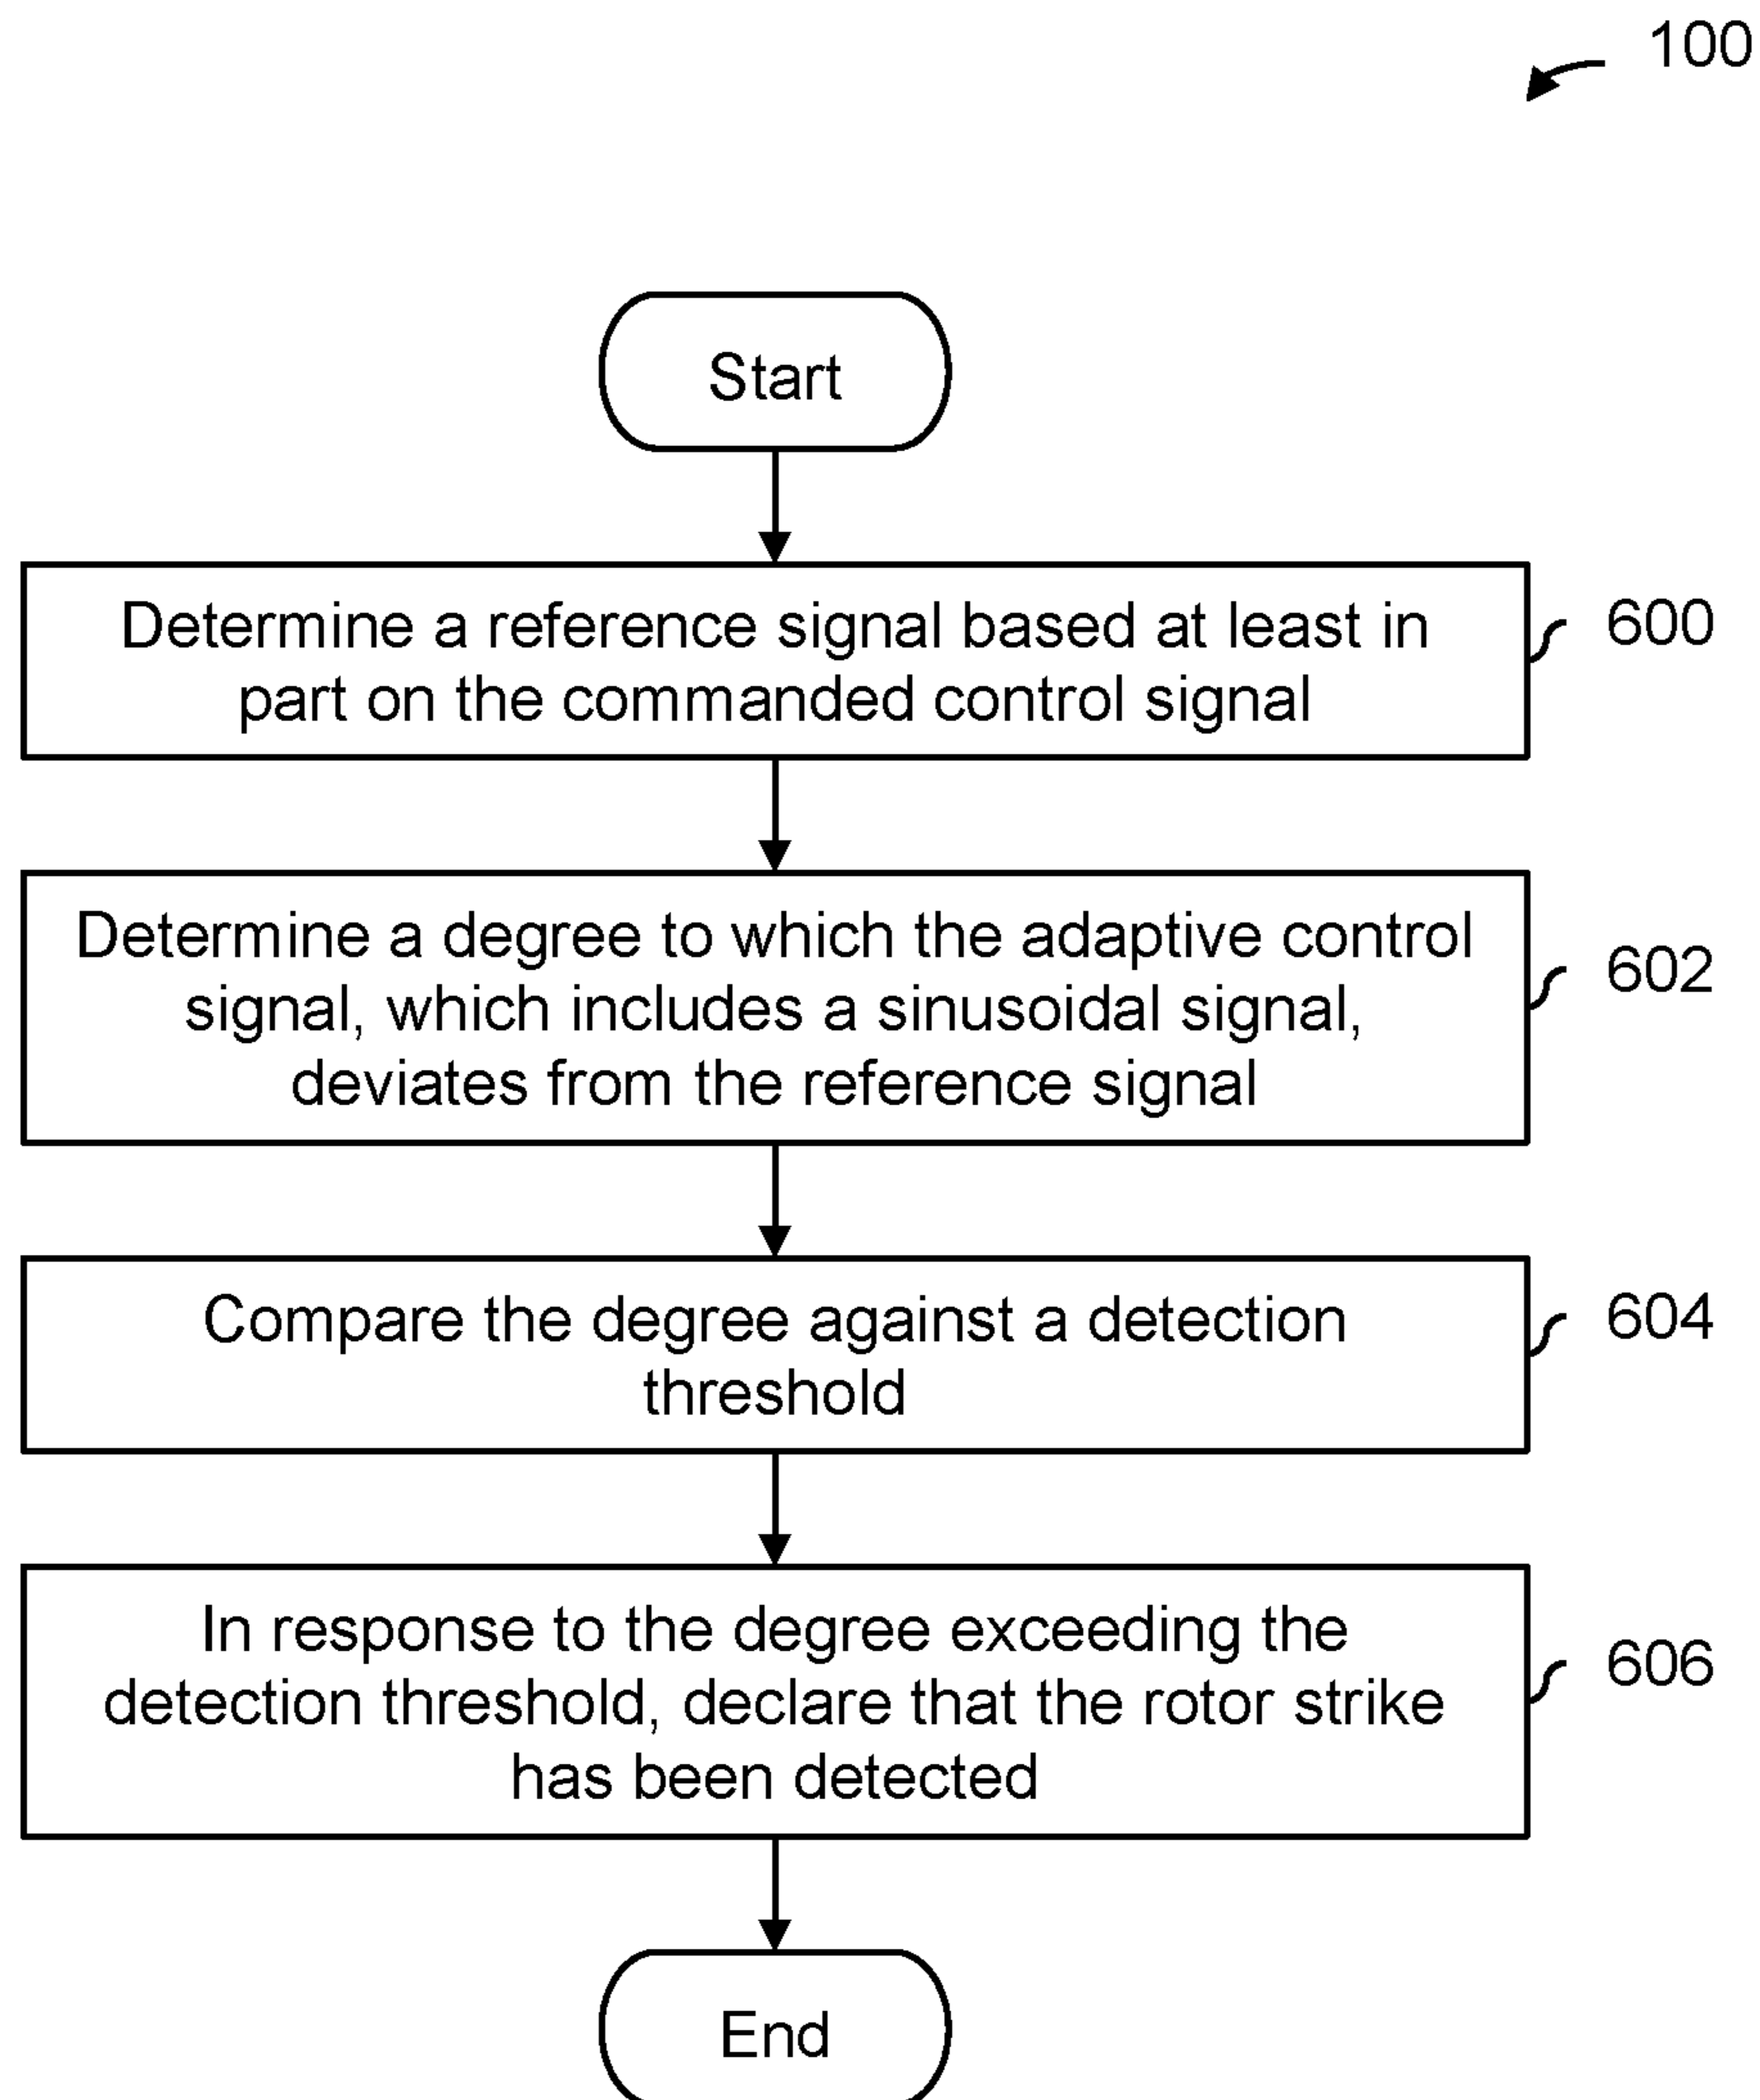 100
Start
Determine a reference signal based at least in
part on the commanded control signal
600
Determine a degree to which the adaptive control
signal, which includes a sinusoidal signal,
deviates from the reference signal
602
Compare the degree against a detection
threshold
604
In response to the degree exceeding the
detection threshold, declare that the rotor strike
has been detected
606
End